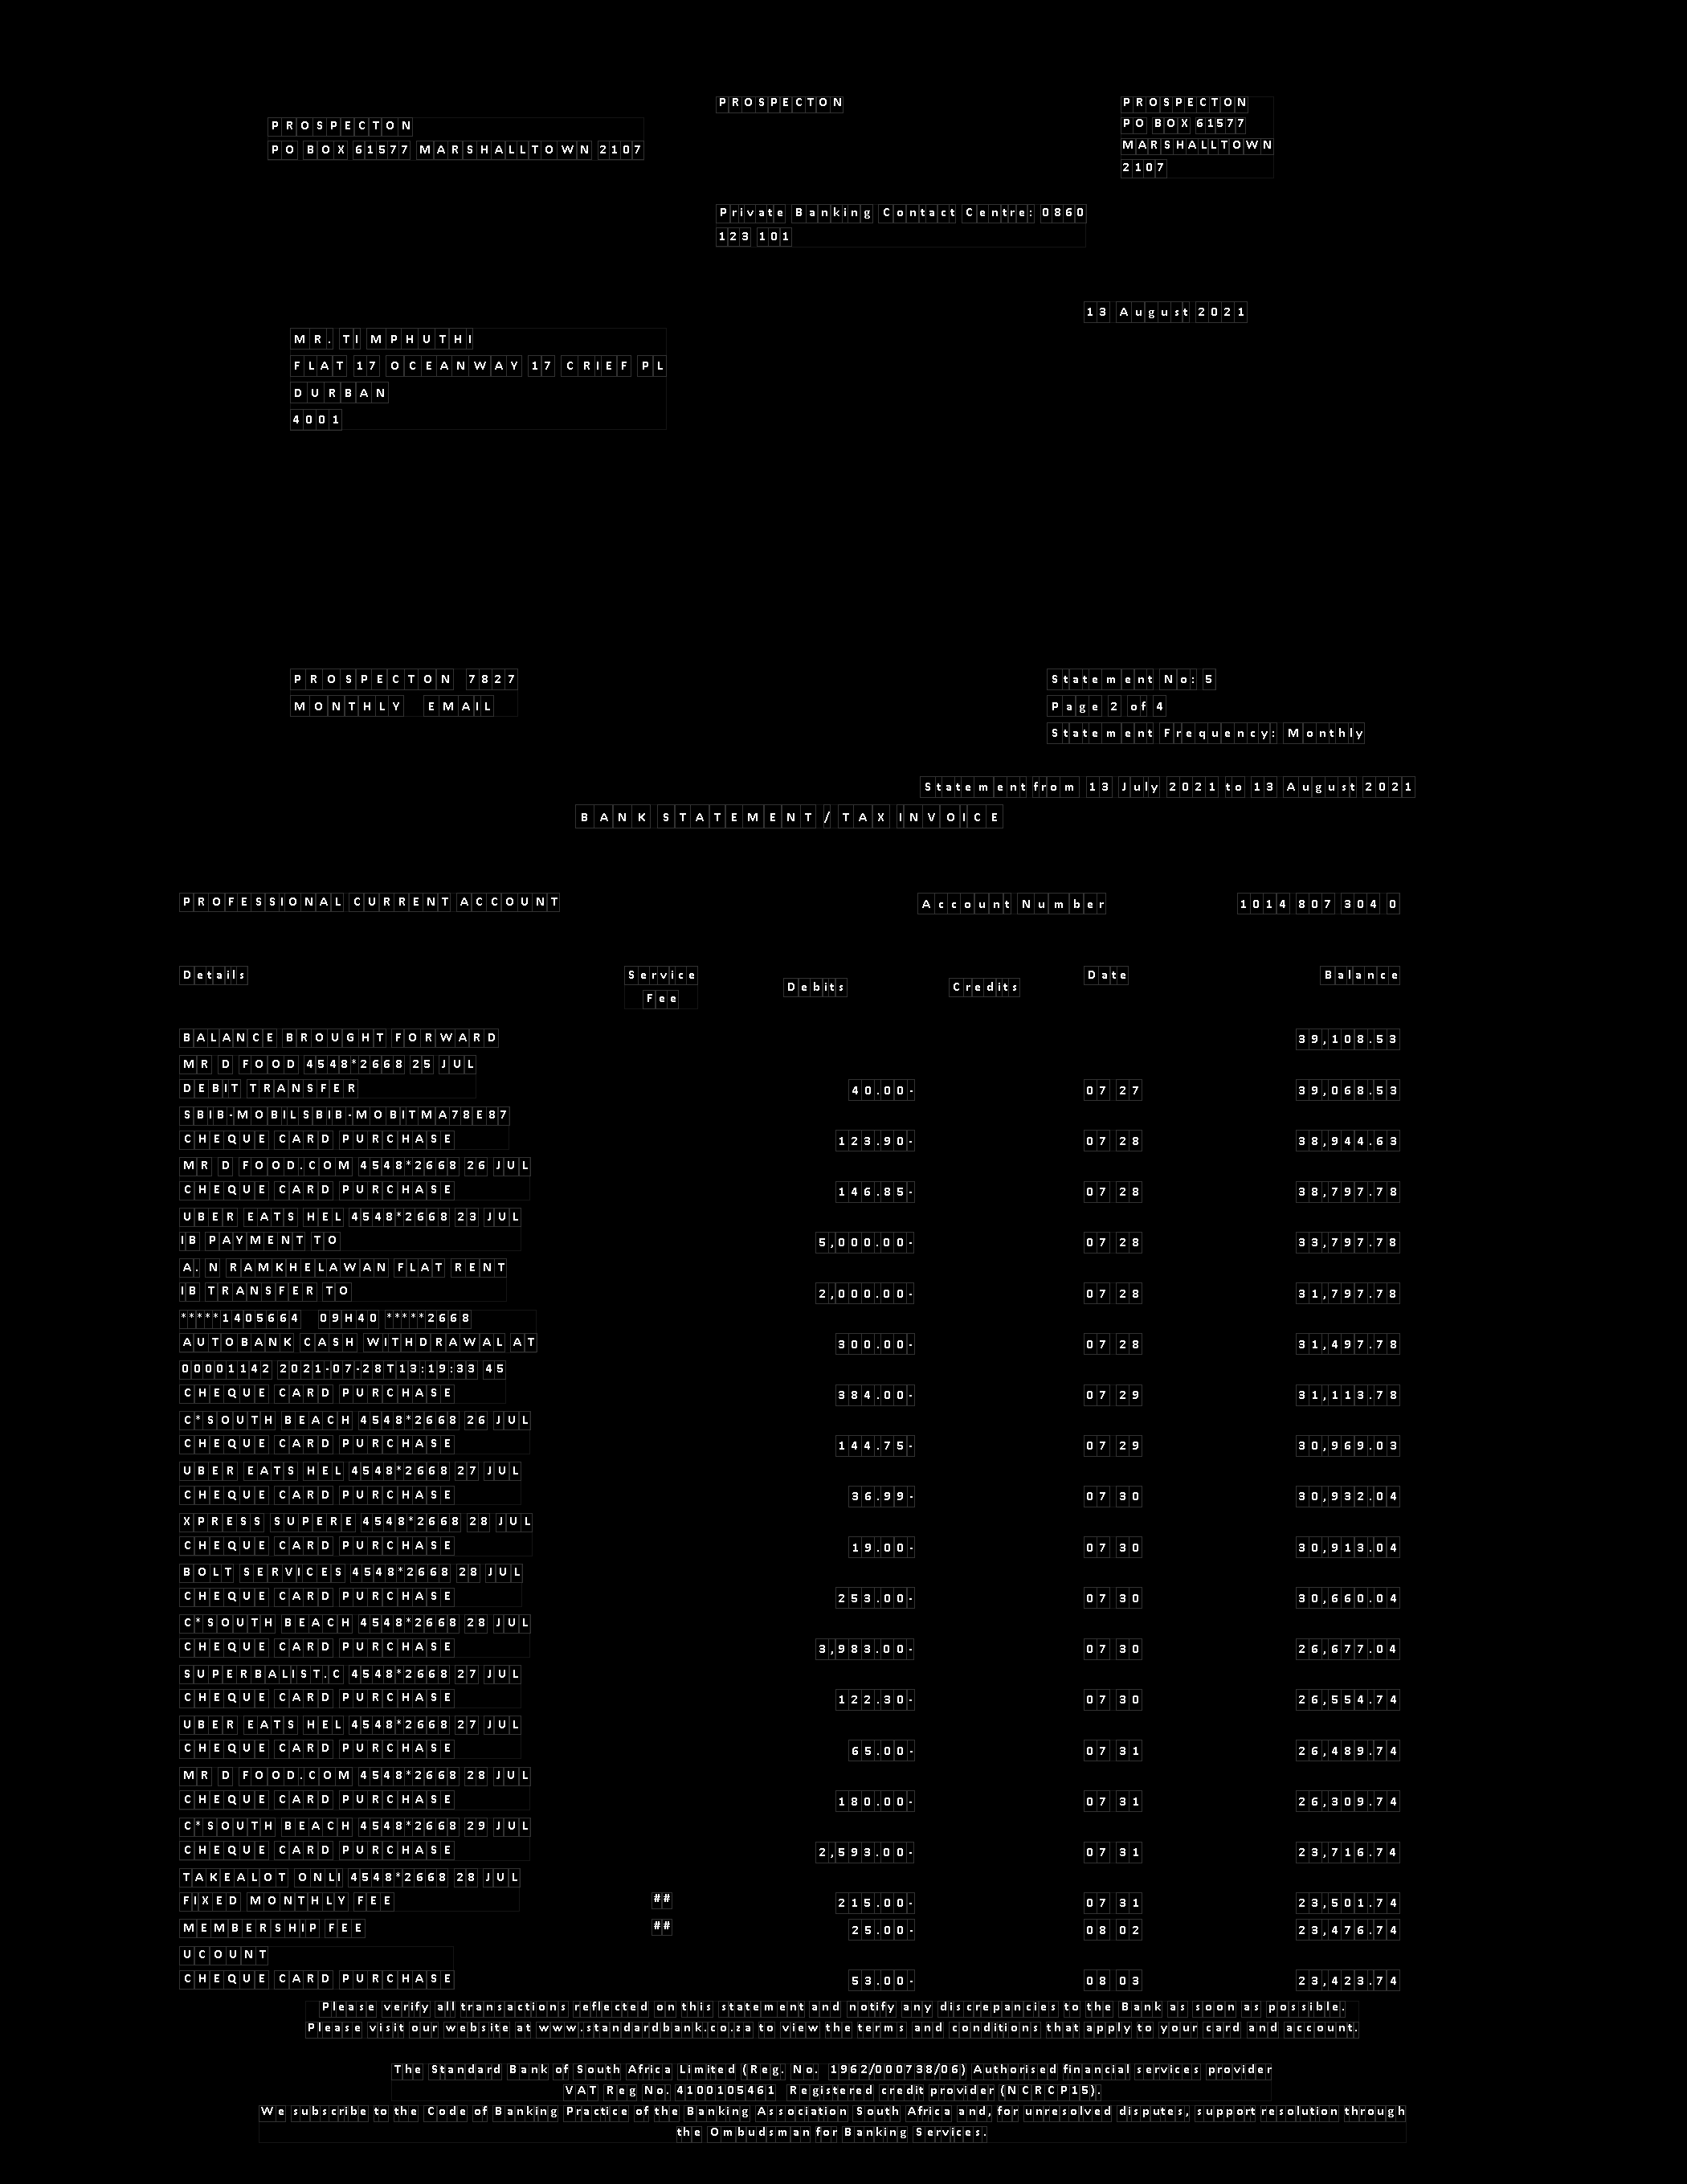 PROSPECTON
PO BOX 61577 MARSHALLTOWN 2107
PROSPECTON
PROSPECTON
PO BOX 61577
MARSHALLTOWN
2107
Private Banking Contact Centre: 0860
123 101
13 August 2021
MR. TI MPHUTHI
FLAT 17 OCEANWAY 17 CRIEF PL
DURBAN
4001
PROSPECTON 7827
MONTHLY EMAIL
Statement No: 5
Page 2 of 4
Statement Frequency: Monthly
Statement from 13 July 2021 to 13 August 2021
BANK STATEMENT / TAX INVOICE
PROFESSIONAL CURRENT ACCOUNT Account Number 1014 807 304 0
Details Service Fee Debits Credits Date Balance
BALANCE BROUGHT FORWARD 39,108.53
MR D FOOD 4548*2668 25 JUL
DEBIT TRANSFER 40.00- 07 27 39,068.53
SBIB-MOBILSBIB-MOBITMA78E87
CHEQUE CARD PURCHASE 123.90- 07 28 38,944.63
MR D FOOD.COM 4548*2668 26 JUL
CHEQUE CARD PURCHASE 146.85- 07 28 38,797.78
UBER EATS HEL 4548*2668 23 JUL
IB PAYMENT TO 5,000.00- 07 28 33,797.78
A. N RAMKHELAWAN FLAT RENT
IB TRANSFER TO 2,000.00- 07 28 31,797.78
*****1405664 09H40 *****2668
AUTOBANK CASH WITHDRAWAL AT 300.00- 07 28 31,497.78
00001142 2021-07-28T13:19:33 45
CHEQUE CARD PURCHASE 384.00- 07 29 31,113.78
C*SOUTH BEACH 4548*2668 26 JUL
CHEQUE CARD PURCHASE 144.75- 07 29 30,969.03
UBER EATS HEL 4548*2668 27 JUL
CHEQUE CARD PURCHASE 36.99- 07 30 30,932.04
XPRESS SUPERE 4548*2668 28 JUL
CHEQUE CARD PURCHASE 19.00- 07 30 30,913.04
BOLT SERVICES 4548*2668 28 JUL
CHEQUE CARD PURCHASE 253.00- 07 30 30,660.04
C*SOUTH BEACH 4548*2668 28 JUL
CHEQUE CARD PURCHASE 3,983.00- 07 30 26,677.04
SUPERBALIST.C 4548*2668 27 JUL
CHEQUE CARD PURCHASE 122.30- 07 30 26,554.74
UBER EATS HEL 4548*2668 27 JUL
CHEQUE CARD PURCHASE 65.00- 07 31 26,489.74
MR D FOOD.COM 4548*2668 28 JUL
CHEQUE CARD PURCHASE 180.00- 07 31 26,309.74
C*SOUTH BEACH 4548*2668 29 JUL
CHEQUE CARD PURCHASE 2,593.00- 07 31 23,716.74
TAKEALOT ONLI 4548*2668 28 JUL
FIXED MONTHLY FEE ## 215.00- 07 31 23,501.74
MEMBERSHIP FEE ## 25.00- 08 02 23,476.74
UCOUNT
CHEQUE CARD PURCHASE 53.00- 08 03 23,423.74
Please verify all transactions reflected on this statement and notify any discrepancies to the Bank as soon as possible.
Please visit our website at www.standardbank.co.za to view the terms and conditions that apply to your card and account.
The Standard Bank of South Africa Limited (Reg. No. 1962/000738/06) Authorised financial services provider
VAT Reg No. 4100105461 Registered credit provider (NCRCP15).
We subscribe to the Code of Banking Practice of the Banking Association South Africa and, for unresolved disputes, support resolution through
the Ombudsman for Banking Services.